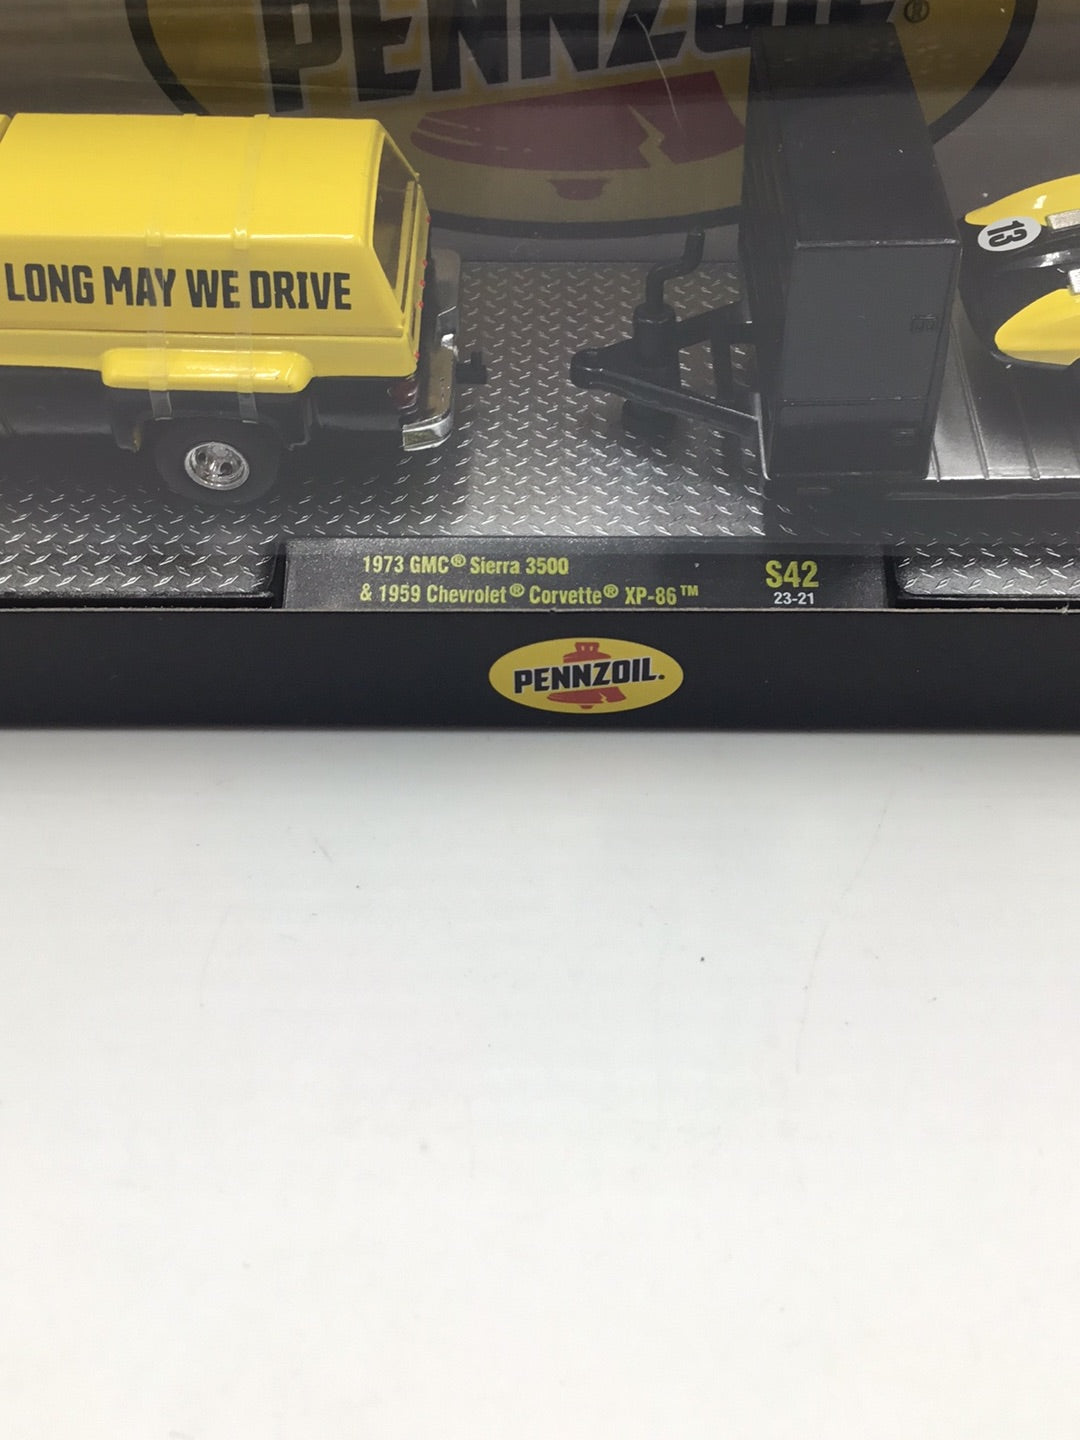 PENNZOIL®
LONG MAY WE DRIVE
13
1973 GMC® Sierra 3500
& 1959 Chevrolet® Corvette® XP-86™
S42
23-21
PENNZOIL.